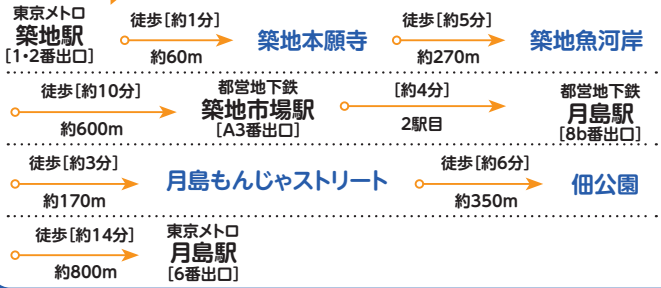 東京メトロ
築地駅
[1・2番出口]
徒歩[約1分]
約60m
築地本願寺
徒歩[約5分]
約270m
築地魚河岸
徒歩[約10分]
約600m
都営地下鉄
築地市場駅
[A3番出口]
[約4分]
2駅目
都営地下鉄
月島駅
[8b番出口]
徒歩[約3分]
約170m
月島もんじゃストリート
徒歩[約6分]
約350m
佃公園
徒歩[約14分]
約800m
東京メトロ
月島駅
[6番出口]